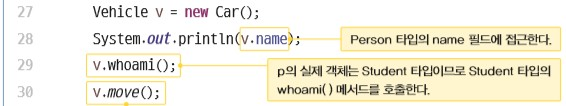 27 Vehicle v = new Car();
28 System.out.println(v.name); Person 타입의 name 필드에 접근한다.
29 v.whoami(); p의 실제 객체는 Student 타입이므로 Student 타입의
whoami( ) 메서드를 호출한다.
30 v.move();